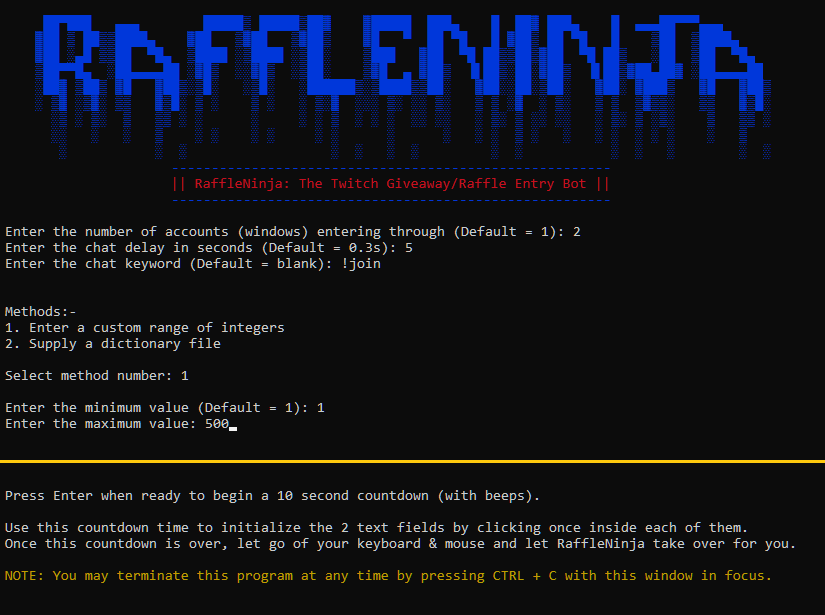 RAFFLENINJA
-------------------------------------------------------
|| RaffleNinja: The Twitch Giveaway/Raffle Entry Bot ||
-------------------------------------------------------
Enter the number of accounts (windows) entering through (Default = 1): 2
Enter the chat delay in seconds (Default = 0.3s): 5
Enter the chat keyword (Default = blank): !join
Methods:-
1. Enter a custom range of integers
2. Supply a dictionary file
Select method number: 1
Enter the minimum value (Default = 1): 1
Enter the maximum value: 500
Press Enter when ready to begin a 10 second countdown (with beeps).
Use this countdown time to initialize the 2 text fields by clicking once inside each of them.
Once this countdown is over, let go of your keyboard & mouse and let RaffleNinja take over for you.
NOTE: You may terminate this program at any time by pressing CTRL + C with this window in focus.